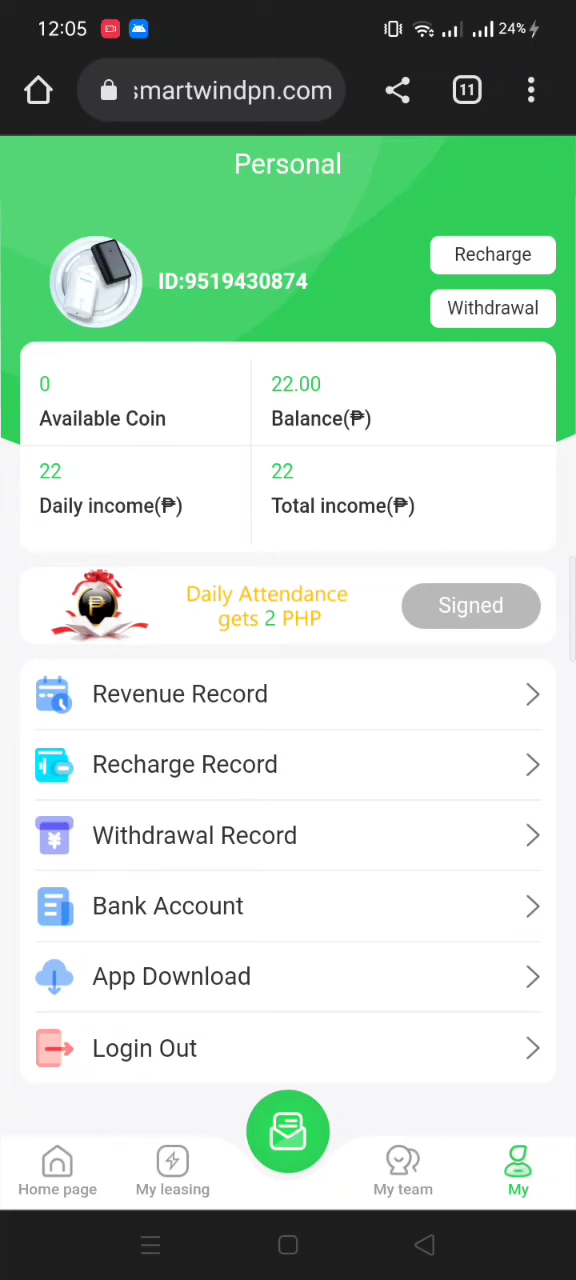 12:05
24%
smartwindpn.com
11
Personal
ID:9519430874
Recharge
Withdrawal
0
Available Coin
22.00
Balance(₱)
22
Daily income(₱)
22
Total income(₱)
Daily Attendance
gets 2 PHP
Signed
Revenue Record
Recharge Record
Withdrawal Record
Bank Account
App Download
Login Out
Home page
My leasing
My team
My